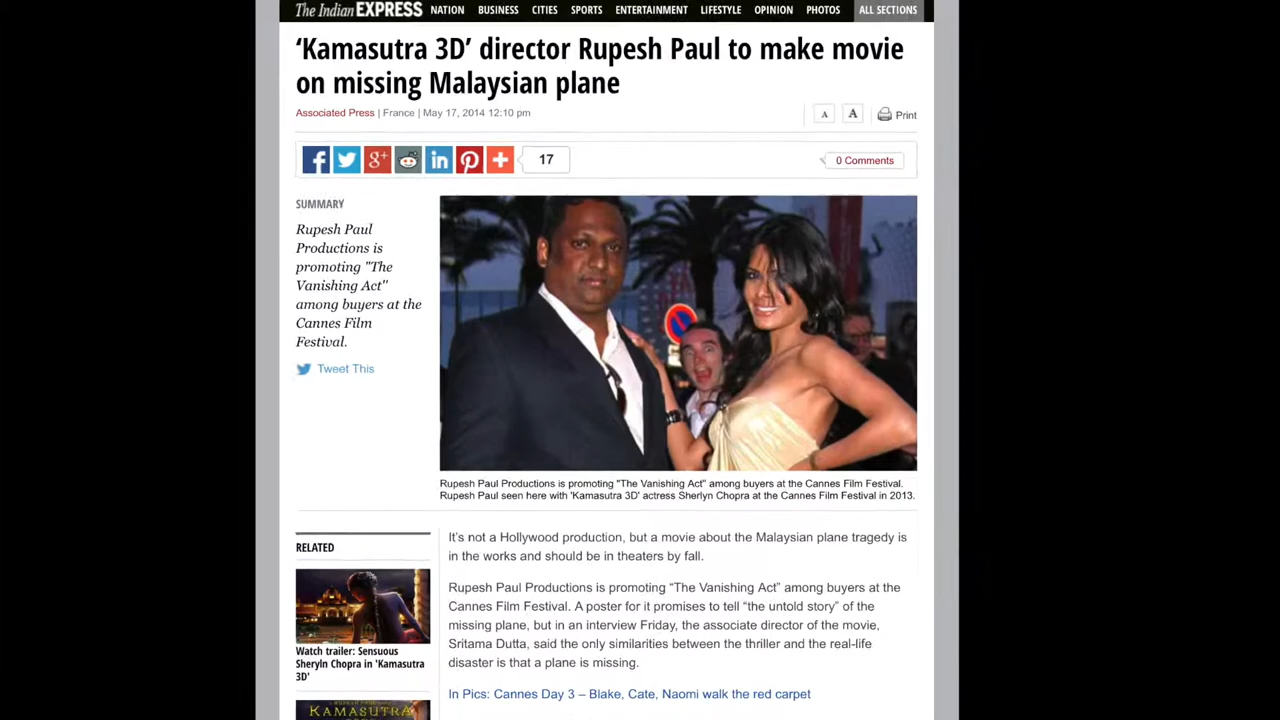 The Indian EXPRESS NATION BUSINESS CITIES SPORTS ENTERTAINMENT LIFESTYLE OPINION PHOTOS ALL SECTIONS
‘Kamasutra 3D’ director Rupesh Paul to make movie
on missing Malaysian plane
Associated Press | France | May 17, 2014 12:10 pm
A A Print
17
0 Comments
SUMMARY
Rupesh Paul
Productions is
promoting "The
Vanishing Act"
among buyers at the
Cannes Film
Festival.
Tweet This
Rupesh Paul Productions is promoting "The Vanishing Act" among buyers at the Cannes Film Festival.
Rupesh Paul seen here with 'Kamasutra 3D' actress Sherlyn Chopra at the Cannes Film Festival in 2013.
RELATED
Watch trailer: Sensuous
Sheryln Chopra in 'Kamasutra
3D'
KAMASUTRA
It’s not a Hollywood production, but a movie about the Malaysian plane tragedy is
in the works and should be in theaters by fall.
Rupesh Paul Productions is promoting “The Vanishing Act” among buyers at the
Cannes Film Festival. A poster for it promises to tell “the untold story” of the
missing plane, but in an interview Friday, the associate director of the movie,
Sritama Dutta, said the only similarities between the thriller and the real-life
disaster is that a plane is missing.
In Pics: Cannes Day 3 – Blake, Cate, Naomi walk the red carpet